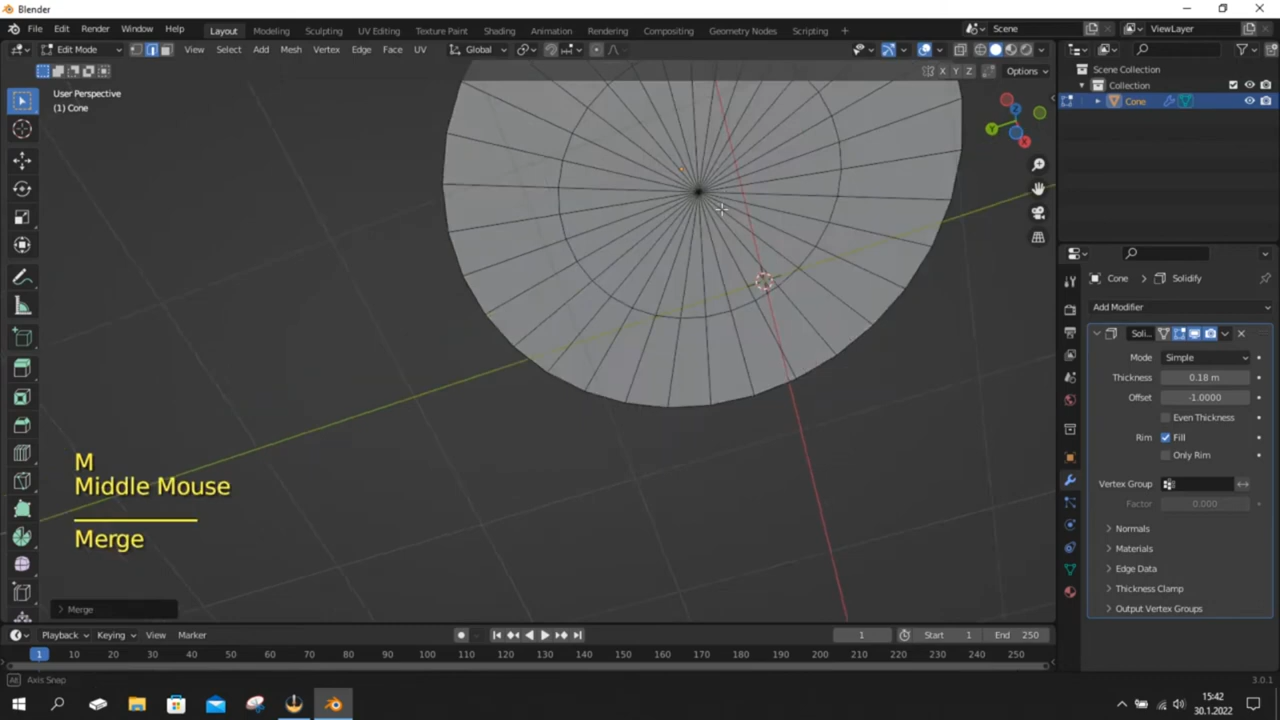 Blender
File Edit Render Window Help Layout Modeling Sculpting UV Editing Texture Paint Shading Animation Rendering Compositing Geometry Nodes Scripting + Scene ViewLayer
Edit Mode View Select Add Mesh Vertex Edge Face UV Global
X Y Z Options
User Perspective
(1) Cone
Scene Collection
Collection
Cone
Z
Y
X
Cone > Solidify
Add Modifier
Soli...
Mode Simple
Thickness 0.18 m
Offset -1.0000
Even Thickness
Rim Fill
Only Rim
Vertex Group
Factor 0.000
Normals
Materials
Edge Data
Thickness Clamp
Output Vertex Groups
M
Middle Mouse
Merge
> Merge
Playback Keying View Marker 1 Start 1 End 250
1 10 20 30 40 50 60 70 80 90 100 110 120 130 140 150 160 170 180 190 200 210 220 230 240 250
Alt Axis Snap 3.0.1
15.42
30.1.2022